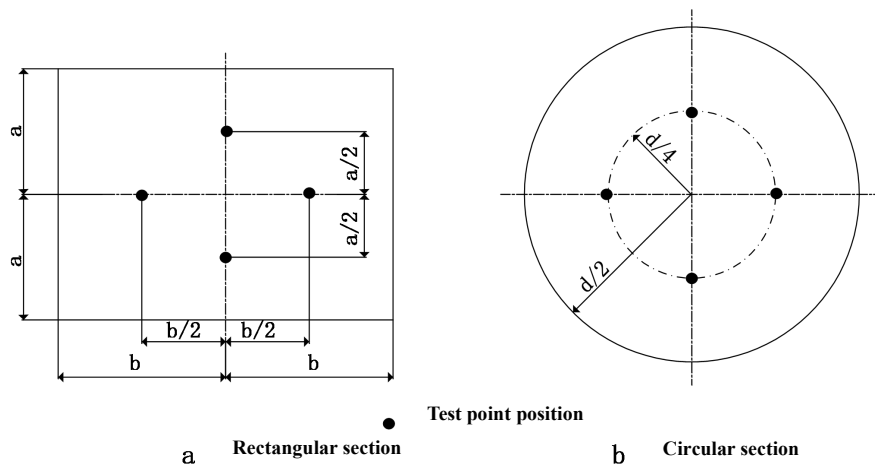 a
a/2
d/4
a/2
a
d/2
b/2 b/2
b b
Test point position
a Rectangular section
b Circular section